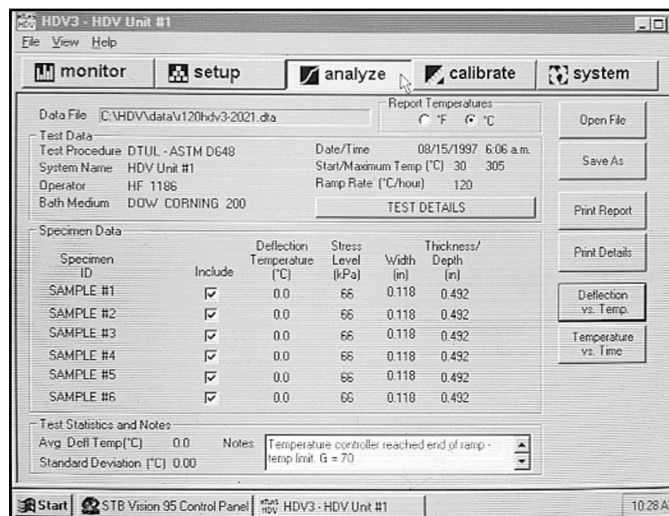 ATLAS HDV HDV3 - HDV Unit #1
File View Help
monitor setup analyze calibrate system
Data File C:\HDV\data\r120hdv3-2021.dta
Report Temperatures
°F °C
Open File
Test Data
Test Procedure DTUL - ASTM D648 Date/Time 08/15/1997 6:06 a.m.
System Name HDV Unit #1 Start/Maximum Temp (°C) 30 305
Save As
Operator HF 1186 Ramp Rate (°C/hour) 120
Bath Medium DOW CORNING 200 TEST DETAILS
Print Report
Specimen Data
Print Details
Specimen ID Include Deflection Temperature (°C) Stress Level (kPa) Width (in) Thickness/ Depth (in)
SAMPLE #1 0.0 66 0.118 0.492
Deflection vs. Temp.
SAMPLE #2 0.0 66 0.118 0.492
SAMPLE #3 0.0 66 0.118 0.492
Temperature vs. Time
SAMPLE #4 0.0 66 0.118 0.492
SAMPLE #5 0.0 66 0.118 0.492
SAMPLE #6 0.0 66 0.118 0.492
Test Statistics and Notes
Avg. Defl Temp(°C) 0.0 Notes Temperature controller reached end of ramp -
Standard Deviation (°C) 0.00 temp limit. G = 70
Start STB Vision 95 Control Panel ATLAS HDV HDV3 - HDV Unit #1 10:28 A